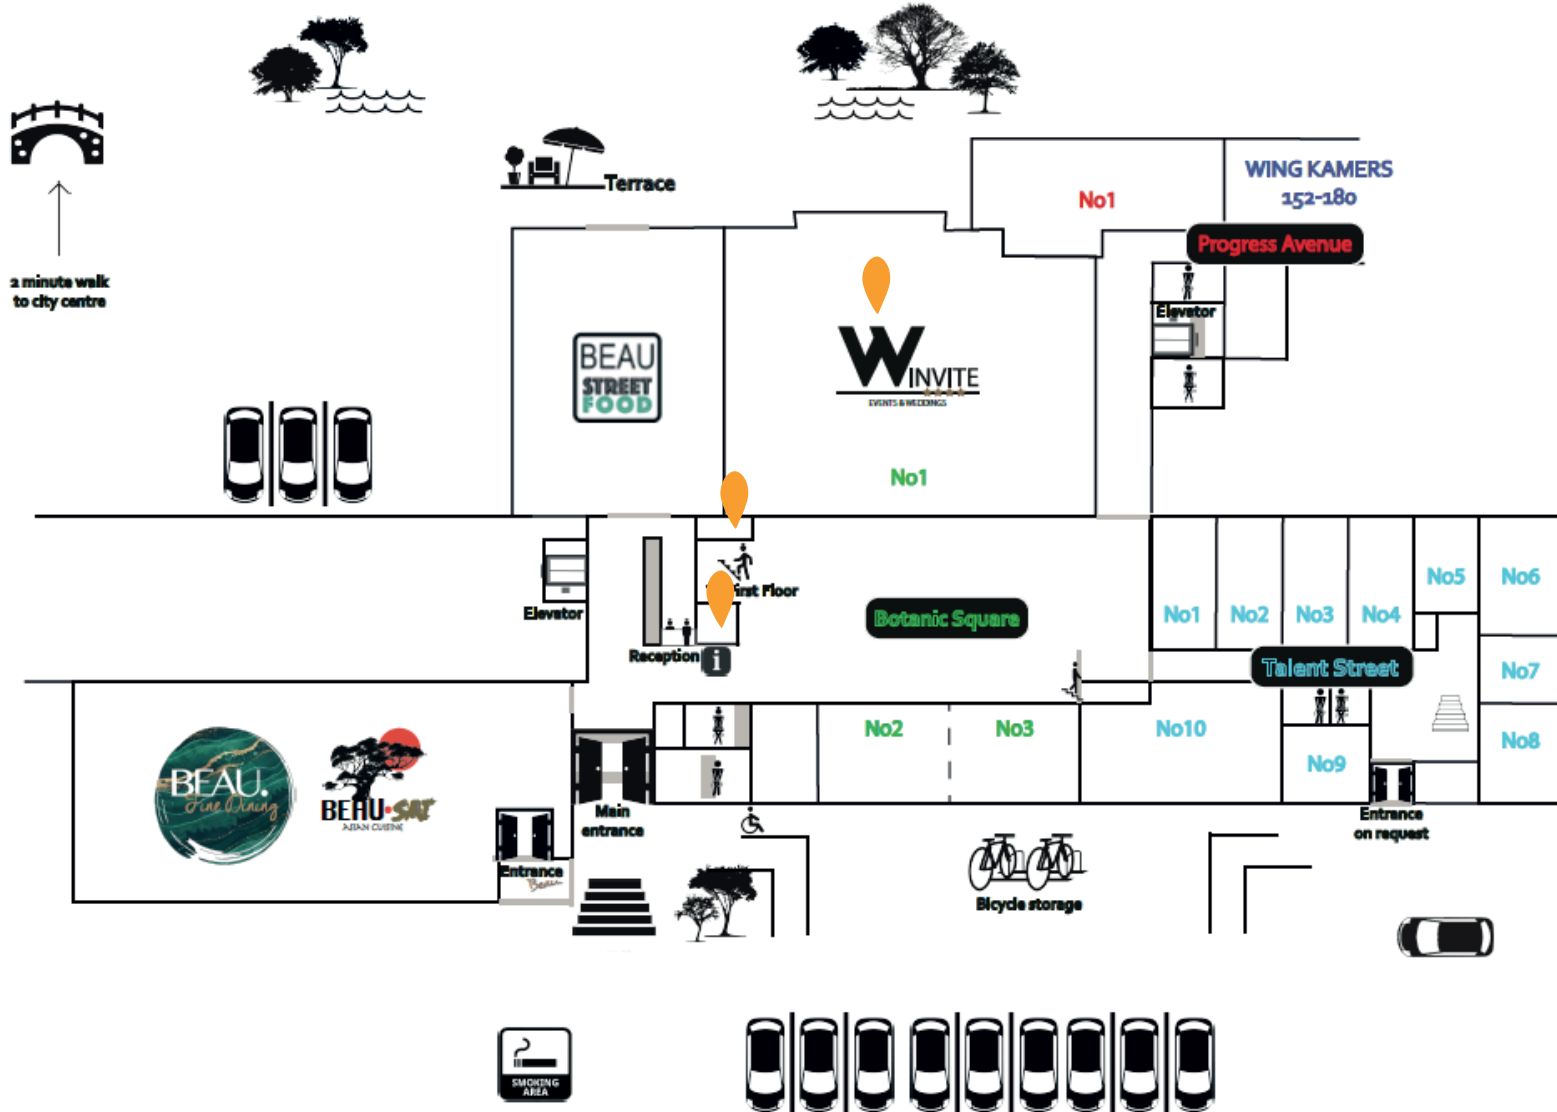 WING KAMERS
152-180
No1
Terrace
Progress Avenue
2 minute walk
to city centre
Elevator
BEAU
STREET
FOOD
WINVITE
EVENTS & WEDDINGS
No1
No5
No6
First Floor
Elevator
No1
No2
No3
No4
Botanic Square
Reception
i
Talent Street
No7
No2
No3
No10
No8
No9
BEAU.
Fine Dining
BEAU•SAI
ASIAN CUISINE
Main
entrance
Entrance
on request
Entrance
Beau
Bicycle storage
SMOKING
AREA